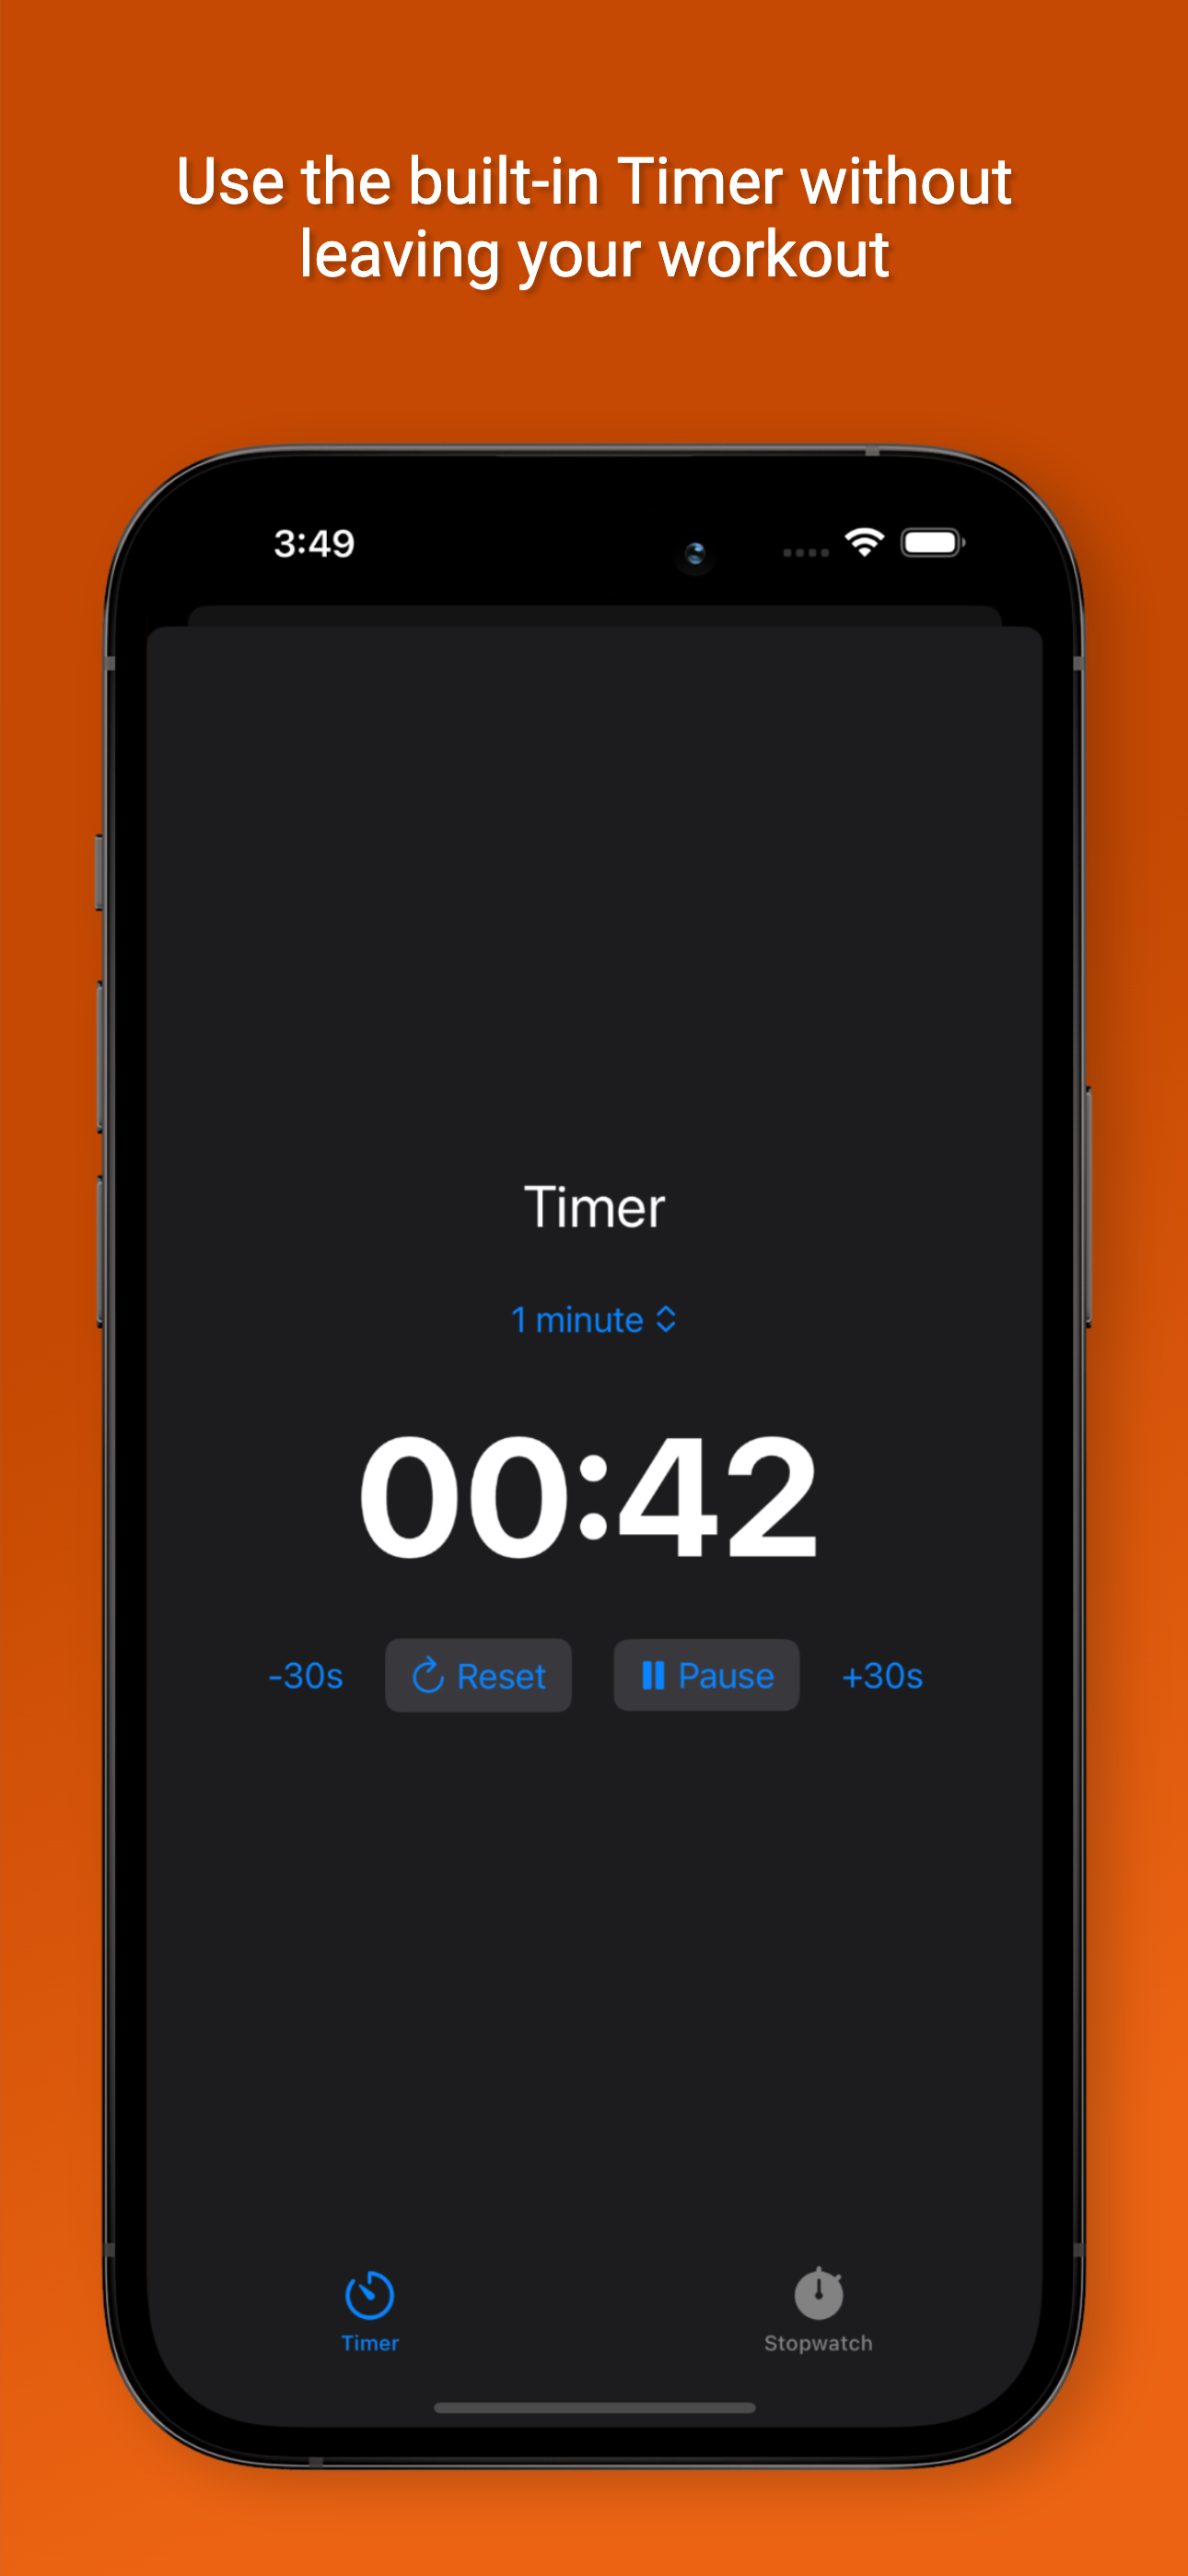 Use the built-in Timer without
leaving your workout
3:49
Timer
1 minute
00:42
-30s Reset Pause +30s
Timer Stopwatch